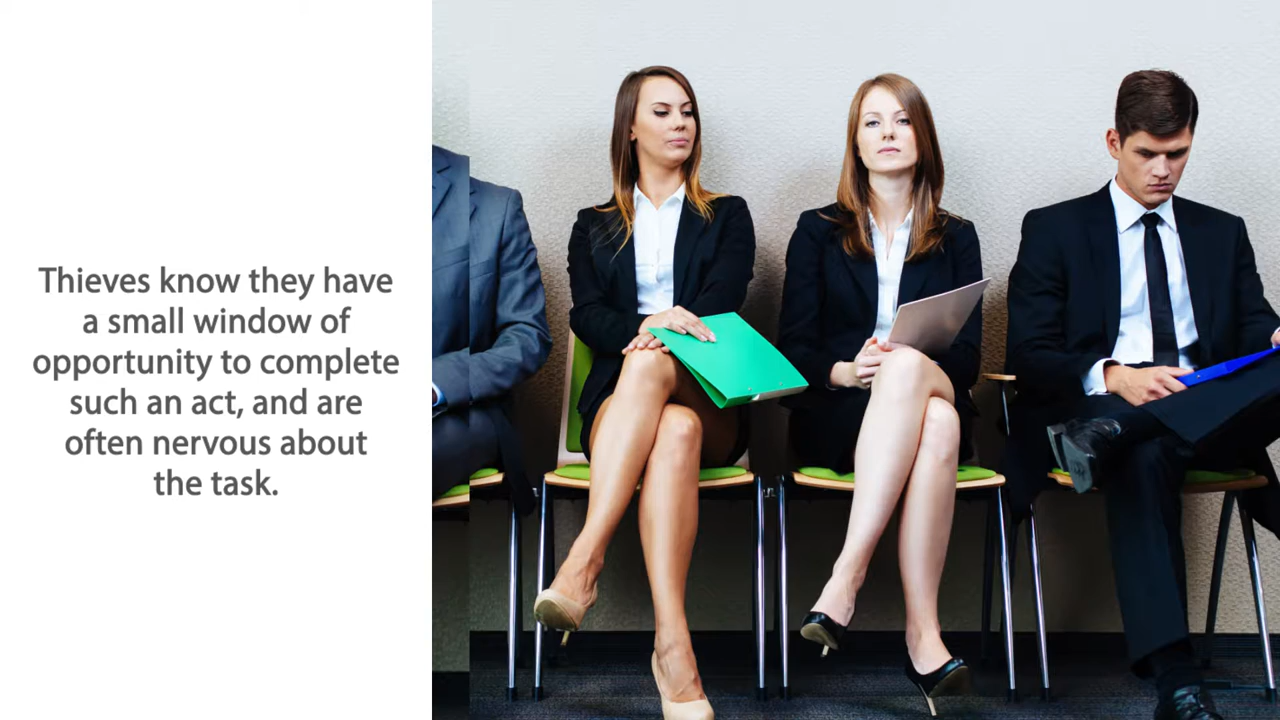 Thieves know they have
a small window of
opportunity to complete
such an act, and are
often nervous about
the task.